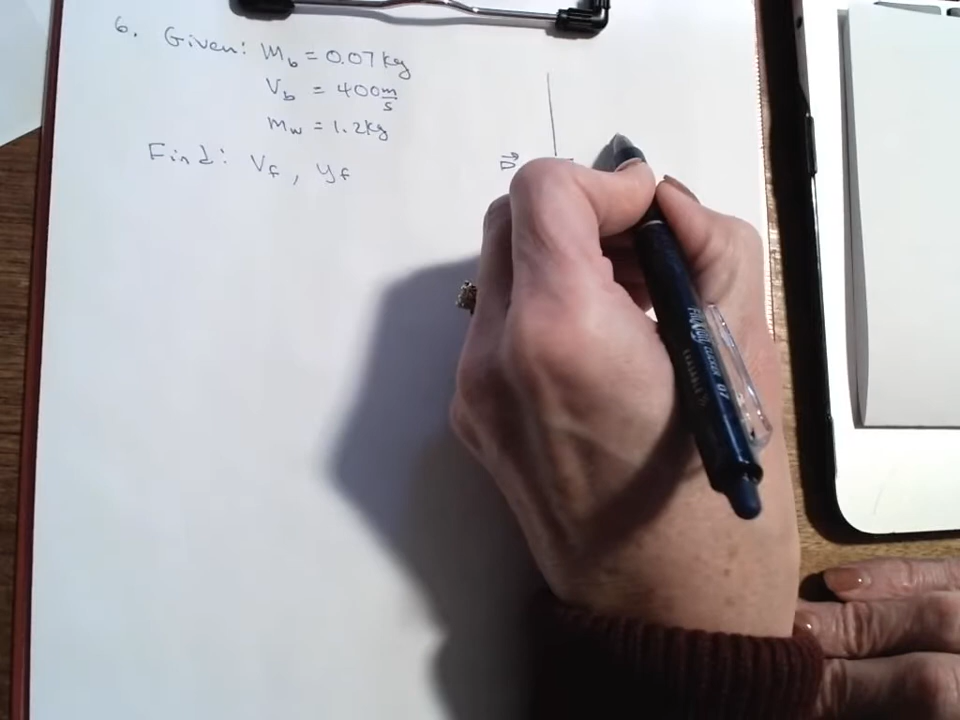 6. Given: m_b = 0.07 kg
V_b = 400 m/s
m_w = 1.2 kg
Find: V_f, y_f